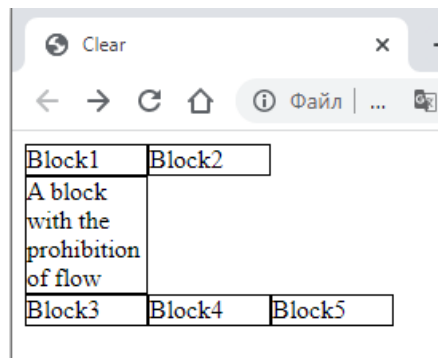 Clear
Файл | ...
Block1 Block2
A block
with the
prohibition
of flow
Block3 Block4 Block5